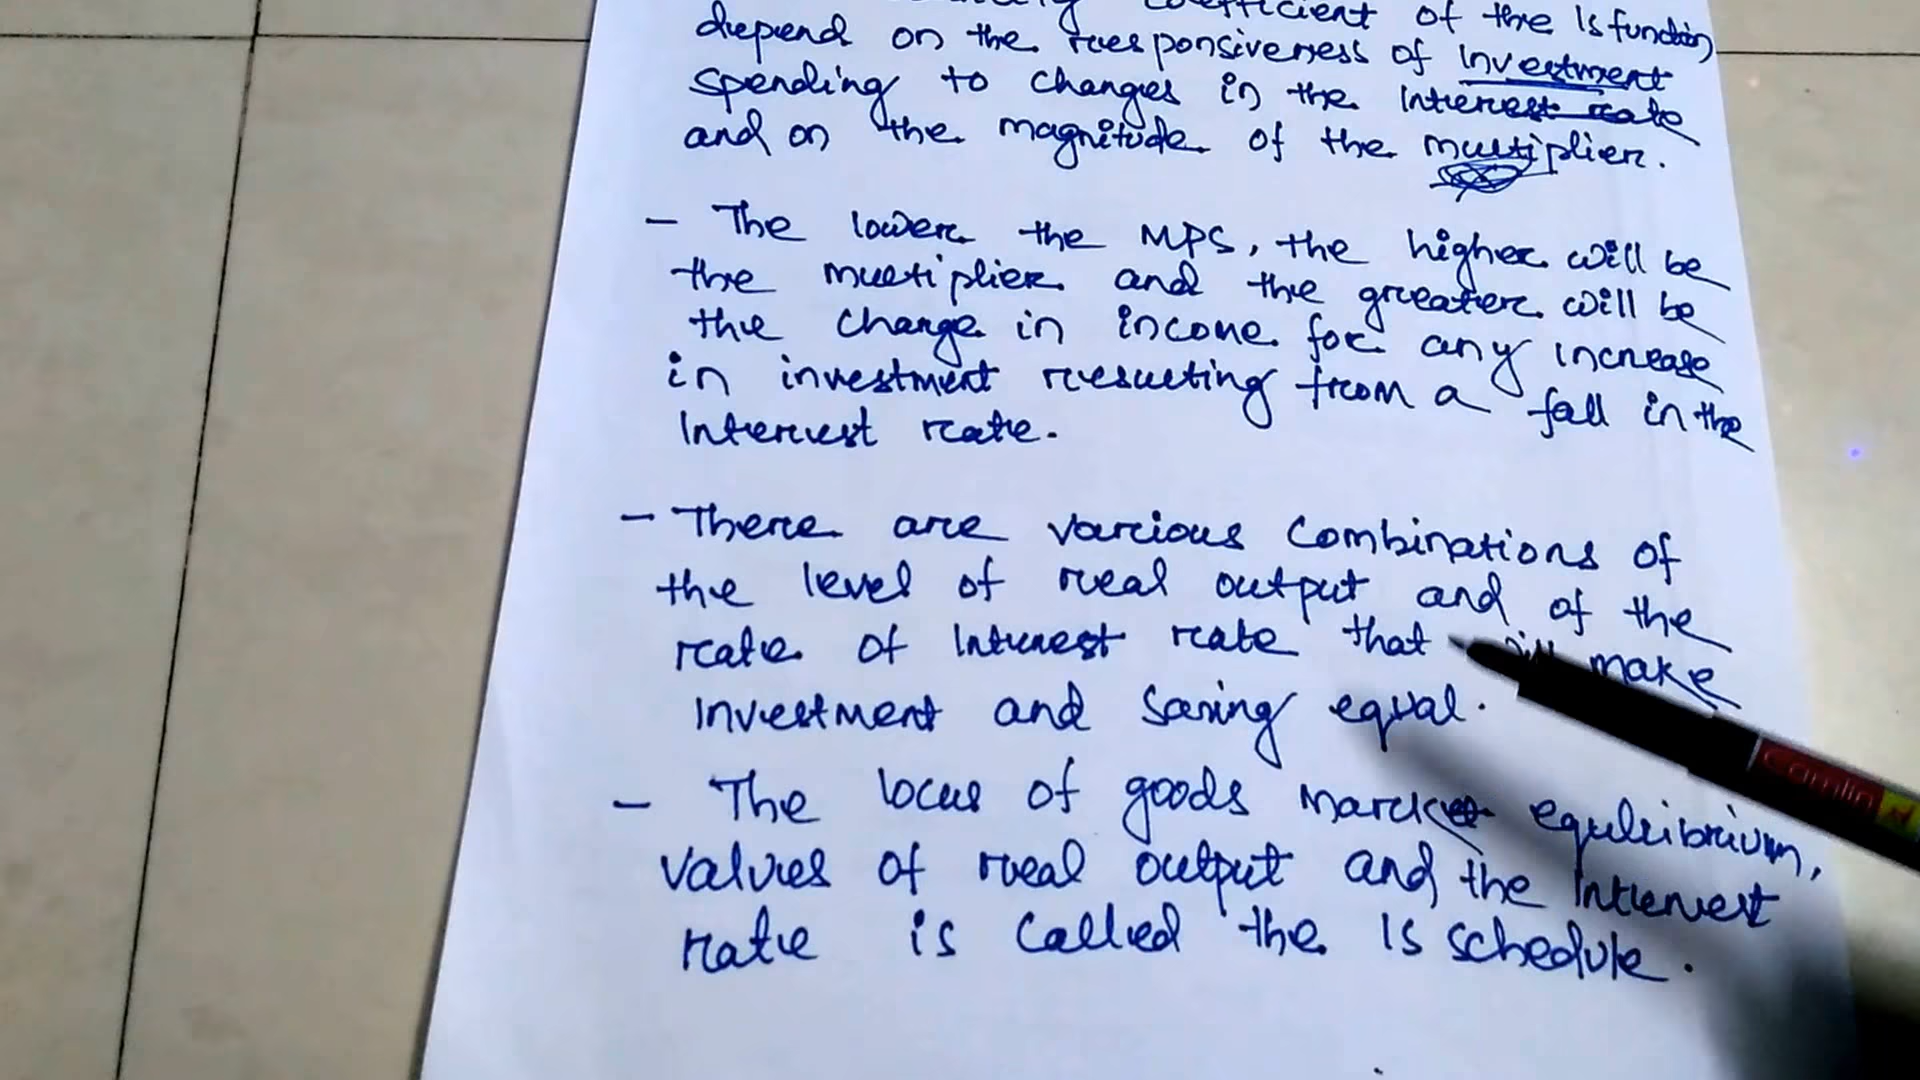 coefficient of the Is function
depend on the responsiveness of Investment
spending to changes in the Interest rate
and on the magnitude of the multiplier.
- The lower the MPS, the higher will be
the multiplier and the greater will be
the change in income for any increase
in investment resulting from a fall in the
Interest rate.
- There are various combinations of
the level of real output and of the
rate of Interest rate that will make
Investment and saving equal.
- The locus of goods market equlibrium,
values of real output and the Interest
rate is called the IS schedule.
Camlin